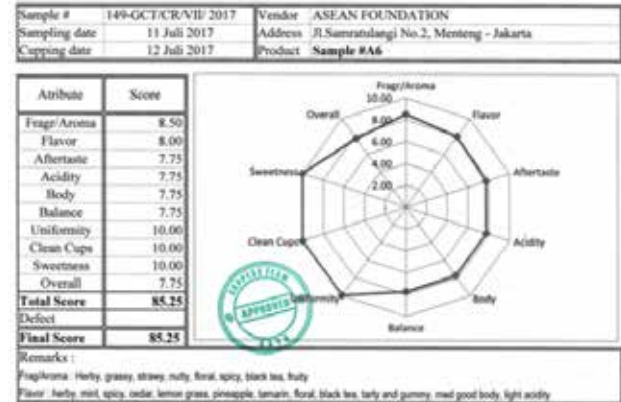 Sample # 149-GCT/CR/VII/ 2017 Vendor ASEAN FOUNDATION
Sampling date 11 Juli 2017 Address Jl.Samratulangi No.2, Menteng - Jakarta
Cupping date 12 Juli 2017 Product Sample #A6
Atribute Score
Fragr/Aroma 8.50
Flavor 8.00
Aftertaste 7.75
Acidity 7.75
Body 7.75
Balance 7.75
Uniformity 10.00
Clean Cups 10.00
Sweetness 10.00
Overall 7.75
Total Score 85.25
Defect
Final Score 85.25
Fragr/Aroma
10.00
8.00
6.00
4.00
2.00
Flavor
Aftertaste
Acidity
Body
Balance
Uniformity
Clean Cups
Sweetness
Overall
APPROVED
Remarks :
Frag/Aroma : Herby, grassy, strawy, nutty, floral, spicy, black tea, fruity
Flavor : herby, mint, spicy, cedar, lemon grass, pineapple, tamarin, floral, black tea, tarty and gummy, med good body, light acidity